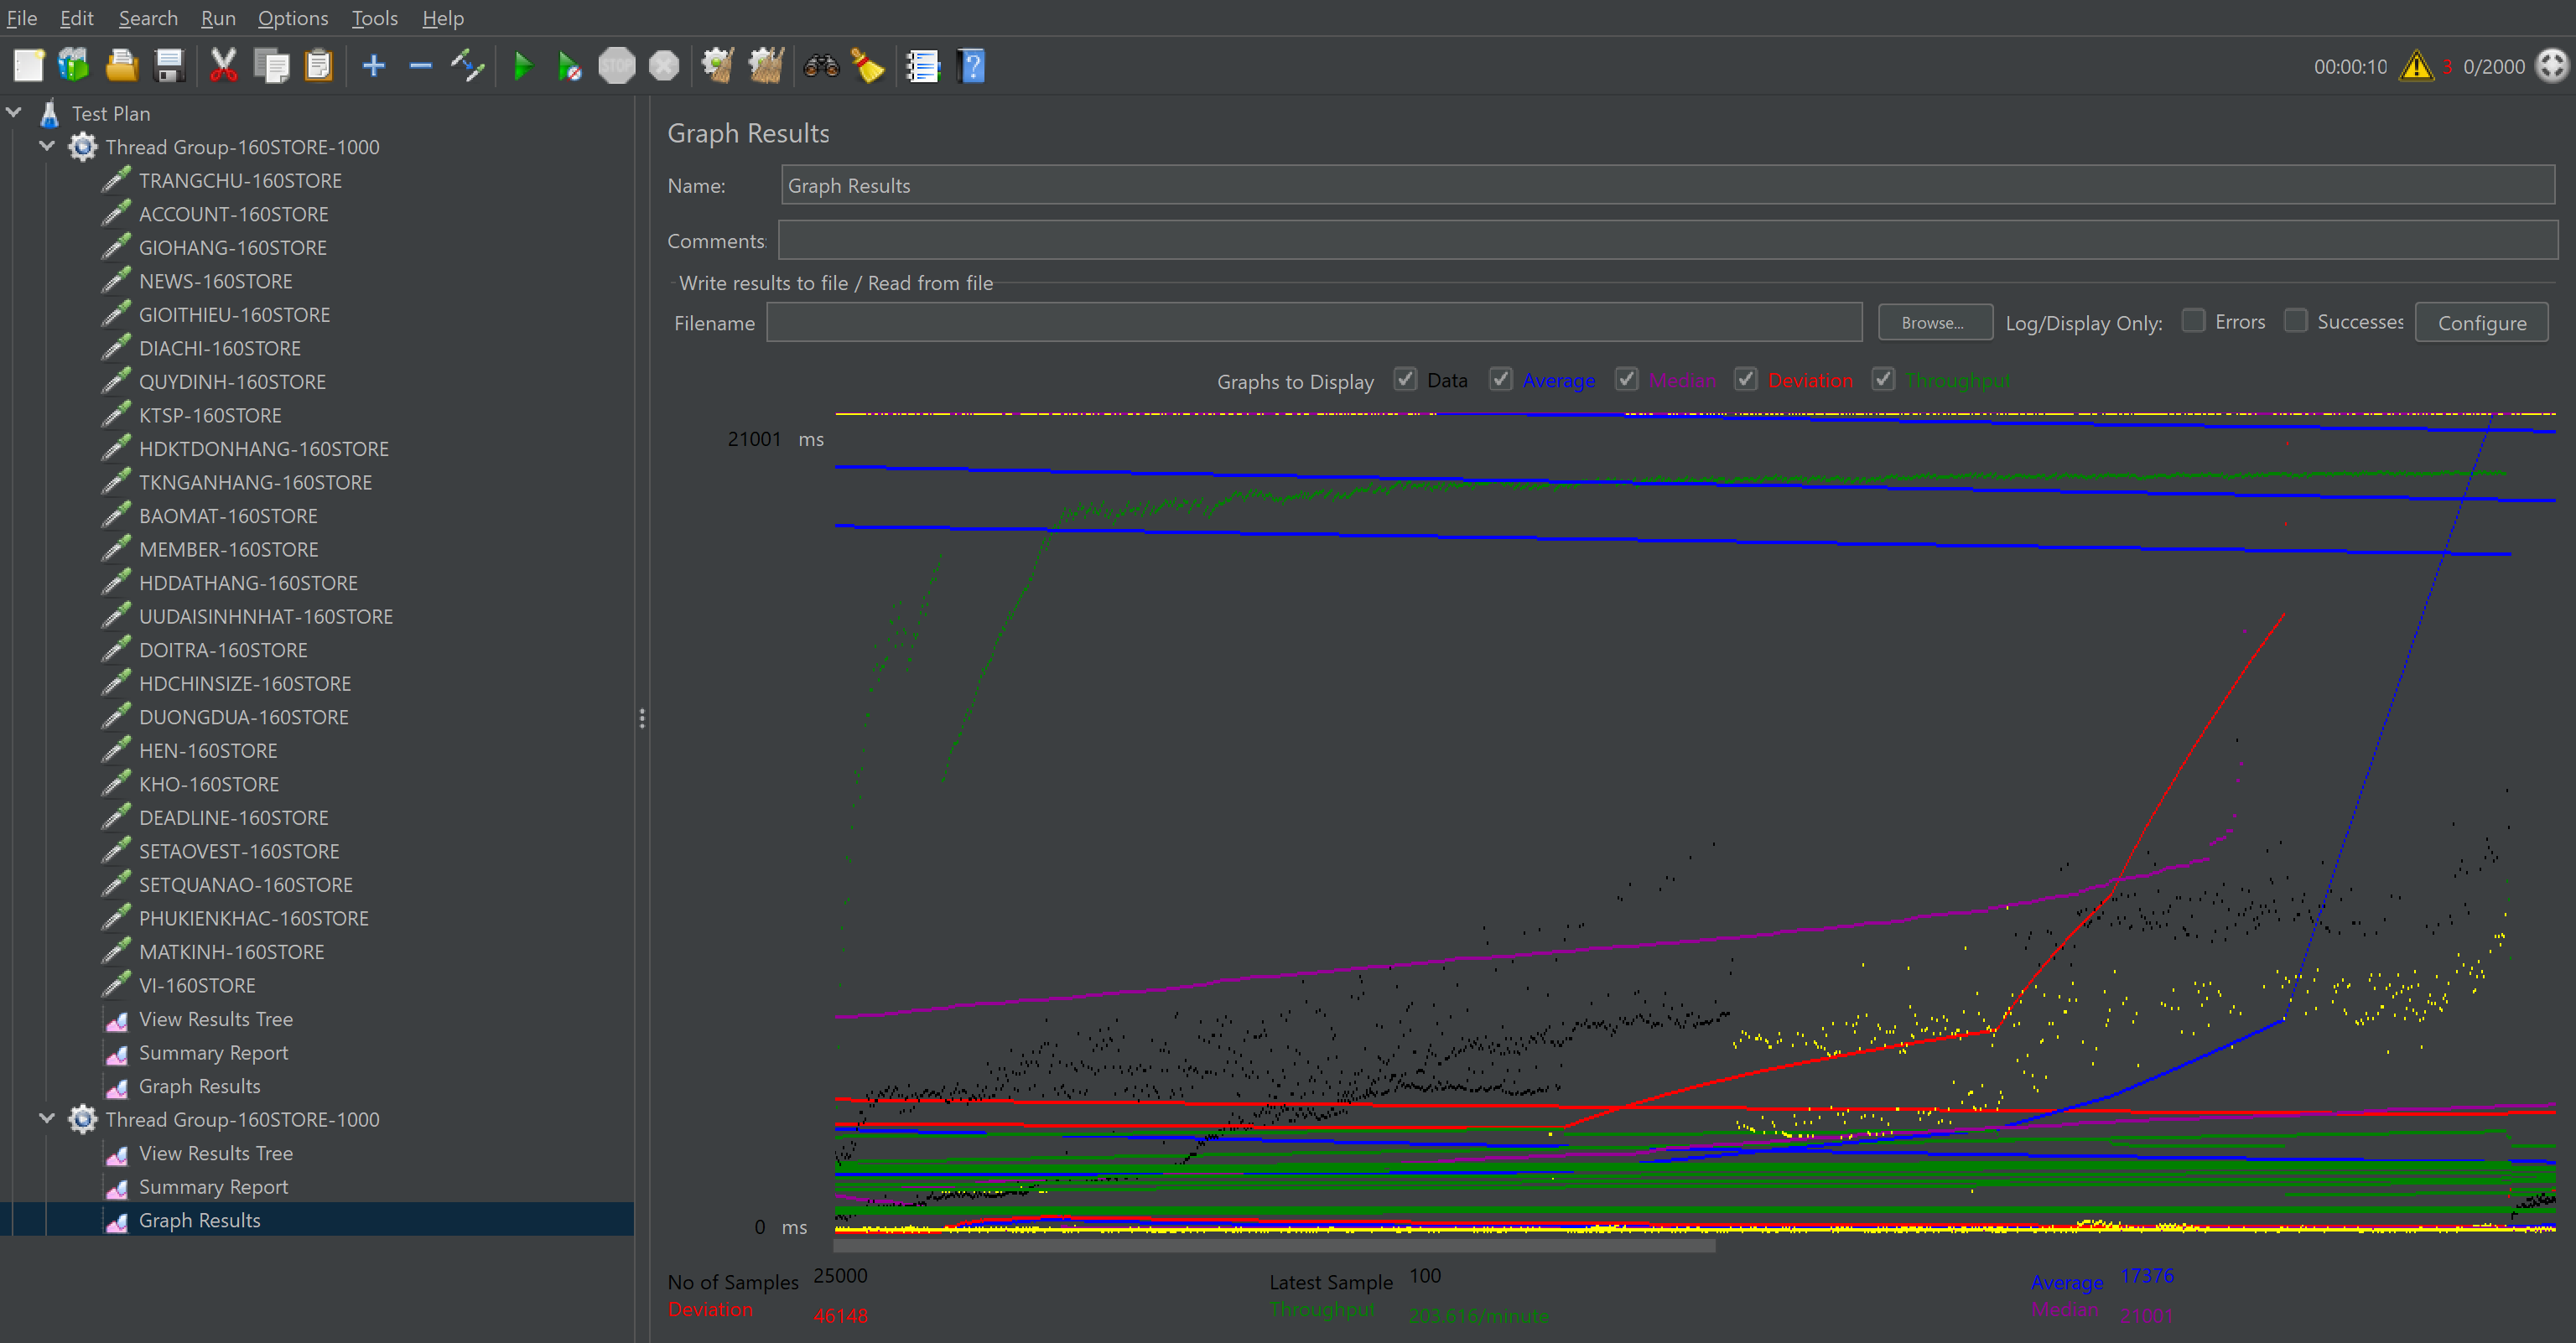 File Edit Search Run Options Tools Help
STOP
00:00:10 3 0/2000
Test Plan
Thread Group-160STORE-1000
TRANGCHU-160STORE
ACCOUNT-160STORE
GIOHANG-160STORE
NEWS-160STORE
GIOITHIEU-160STORE
DIACHI-160STORE
QUYDINH-160STORE
KTSP-160STORE
HDKTDONHANG-160STORE
TKNGANHANG-160STORE
BAOMAT-160STORE
MEMBER-160STORE
HDDATHANG-160STORE
UUDAISINHNHAT-160STORE
DOITRA-160STORE
HDCHINSIZE-160STORE
DUONGDUA-160STORE
HEN-160STORE
KHO-160STORE
DEADLINE-160STORE
SETAOVEST-160STORE
SETQUANAO-160STORE
PHUKIENKHAC-160STORE
MATKINH-160STORE
VI-160STORE
View Results Tree
Summary Report
Graph Results
Thread Group-160STORE-1000
View Results Tree
Summary Report
Graph Results
Graph Results
Name: Graph Results
Comments:
Write results to file / Read from file
Filename Browse... Log/Display Only: Errors Successes Configure
Graphs to Display Data Average Median Deviation Throughput
21001 ms
0 ms
No of Samples 25000 Latest Sample 100 Average 17376
Deviation 46148 Throughput 203.616/minute Median 21001